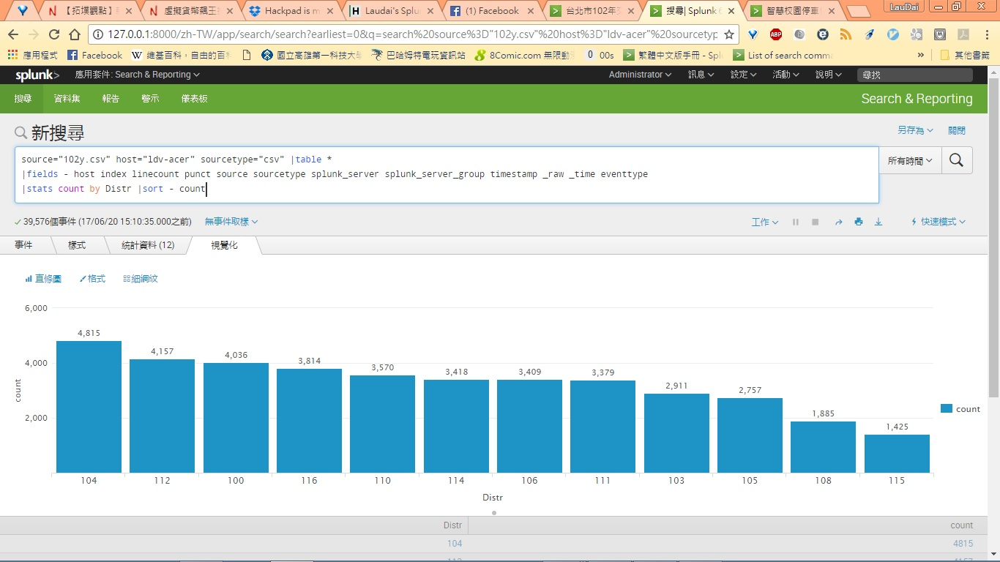 【拓墣觀點】
虛擬貨幣飆王
Hackpad is m
Laudai's Splu
(1) Facebook
台北市102年
搜尋| Splunk 6
智慧校園停車
LauDai
127.0.0.1:8000/zh-TW/app/search/search?earliest=0&q=search%20source%3D"102y.csv"%20host%3D"ldv-acer"%20sourcetyp
ABP
應用程式
Facebook
W 維基百科，自由的百科
國立高雄第一科技大學
巴哈姆特電玩資訊站
8Comic.com 無限動
0 00s
繁體中文版手冊 - Spl
List of search comma
»
其他書籤
splunk>
應用套件: Search & Reporting
Administrator
訊息
設定
活動
說明
尋找
搜尋
資料集
報告
警示
儀表板
Search & Reporting
新搜尋
另存為
關閉
source="102y.csv" host="ldv-acer" sourcetype="csv" |table *
|fields - host index linecount punct source sourcetype splunk_server splunk_server_group timestamp _raw _time eventtype
|stats count by Distr |sort - count
所有時間
39,576個事件 (17/06/20 15:10:35.000之前)
無事件取樣
工作
快速模式
事件
樣式
統計資料 (12)
視覺化
直條圖
格式
細網紋
6,000
4,000
2,000
count
4,815
4,157
4,036
3,814
3,570
3,418
3,409
3,379
2,911
2,757
1,885
1,425
count
104
112
100
116
110
114
106
111
103
105
108
115
Distr
Distr
count
104
4815